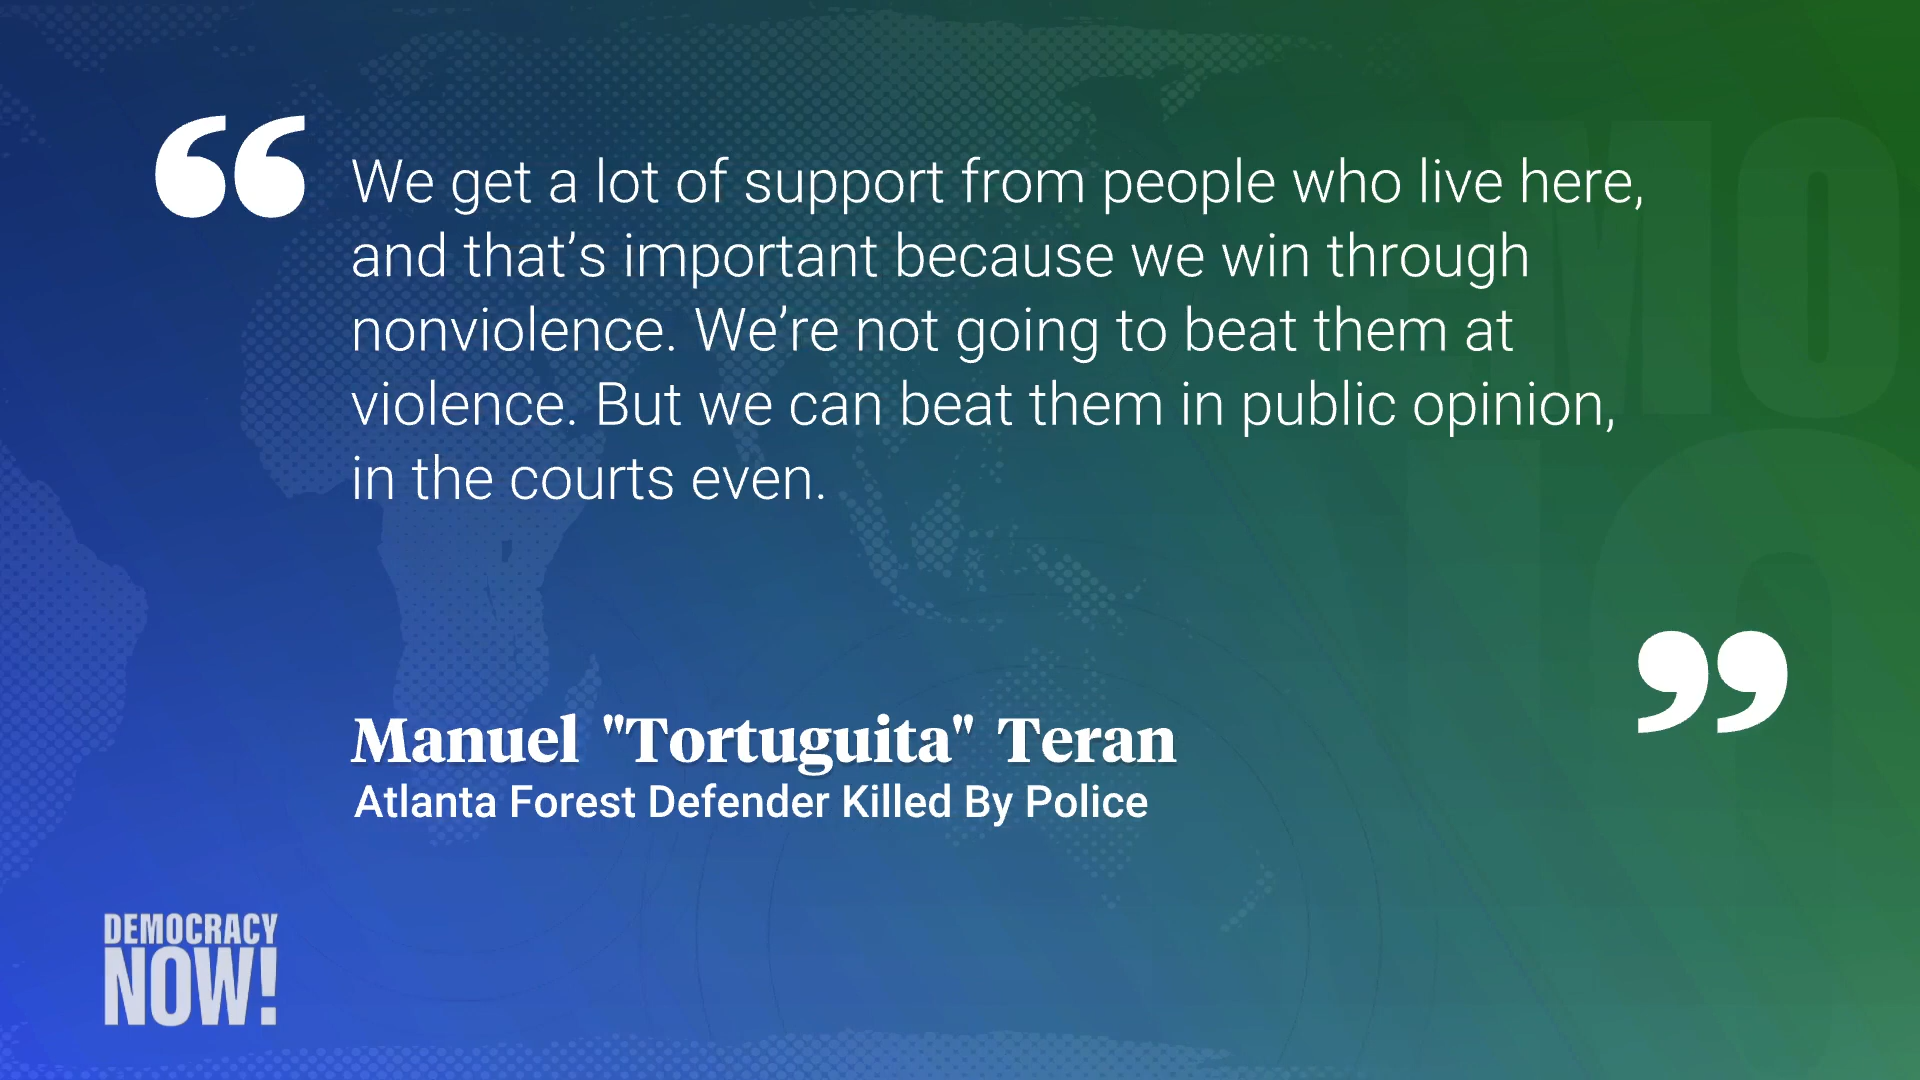 “
We get a lot of support from people who live here,
and that’s important because we win through
nonviolence. We’re not going to beat them at
violence. But we can beat them in public opinion,
in the courts even.
”
Manuel "Tortuguita" Teran
Atlanta Forest Defender Killed By Police
DEMOCRACY
NOW!